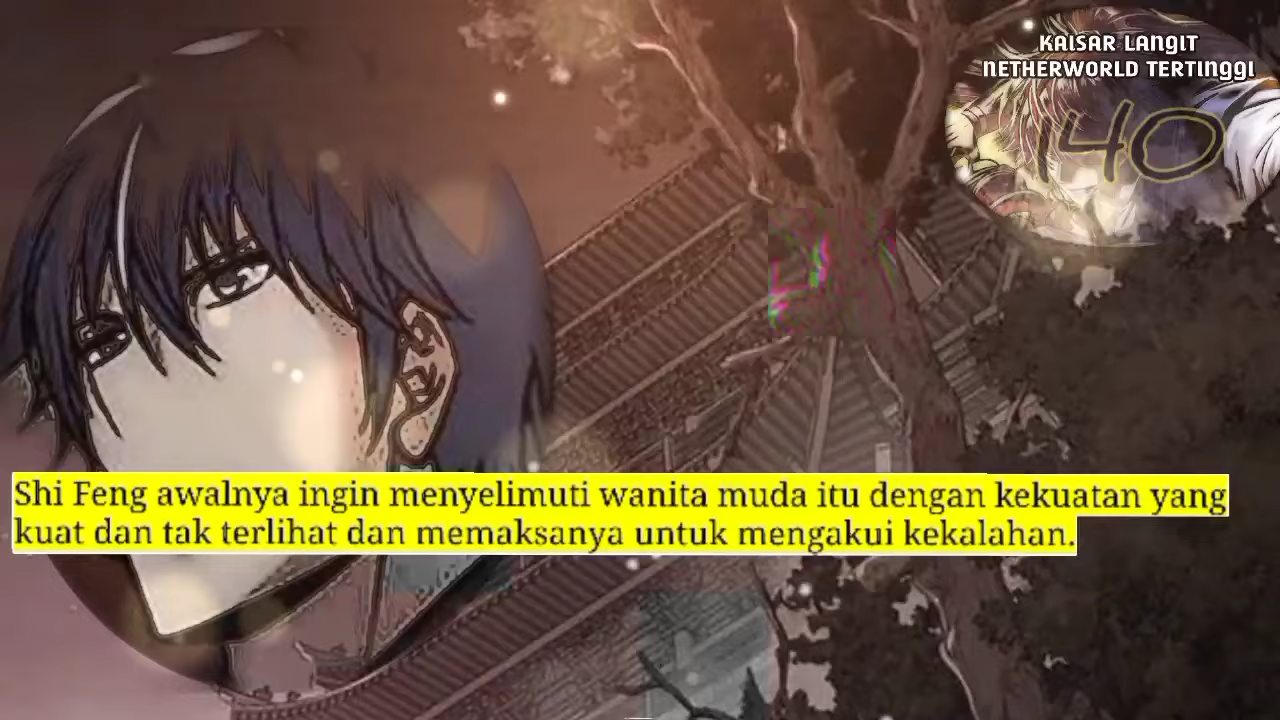 KAISAR LANGIT
NETHERWORLD TERTINGGI
140
Shi Feng awalnya ingin menyelimuti wanita muda itu dengan kekuatan yang
kuat dan tak terlihat dan memaksanya untuk mengakui kekalahan.